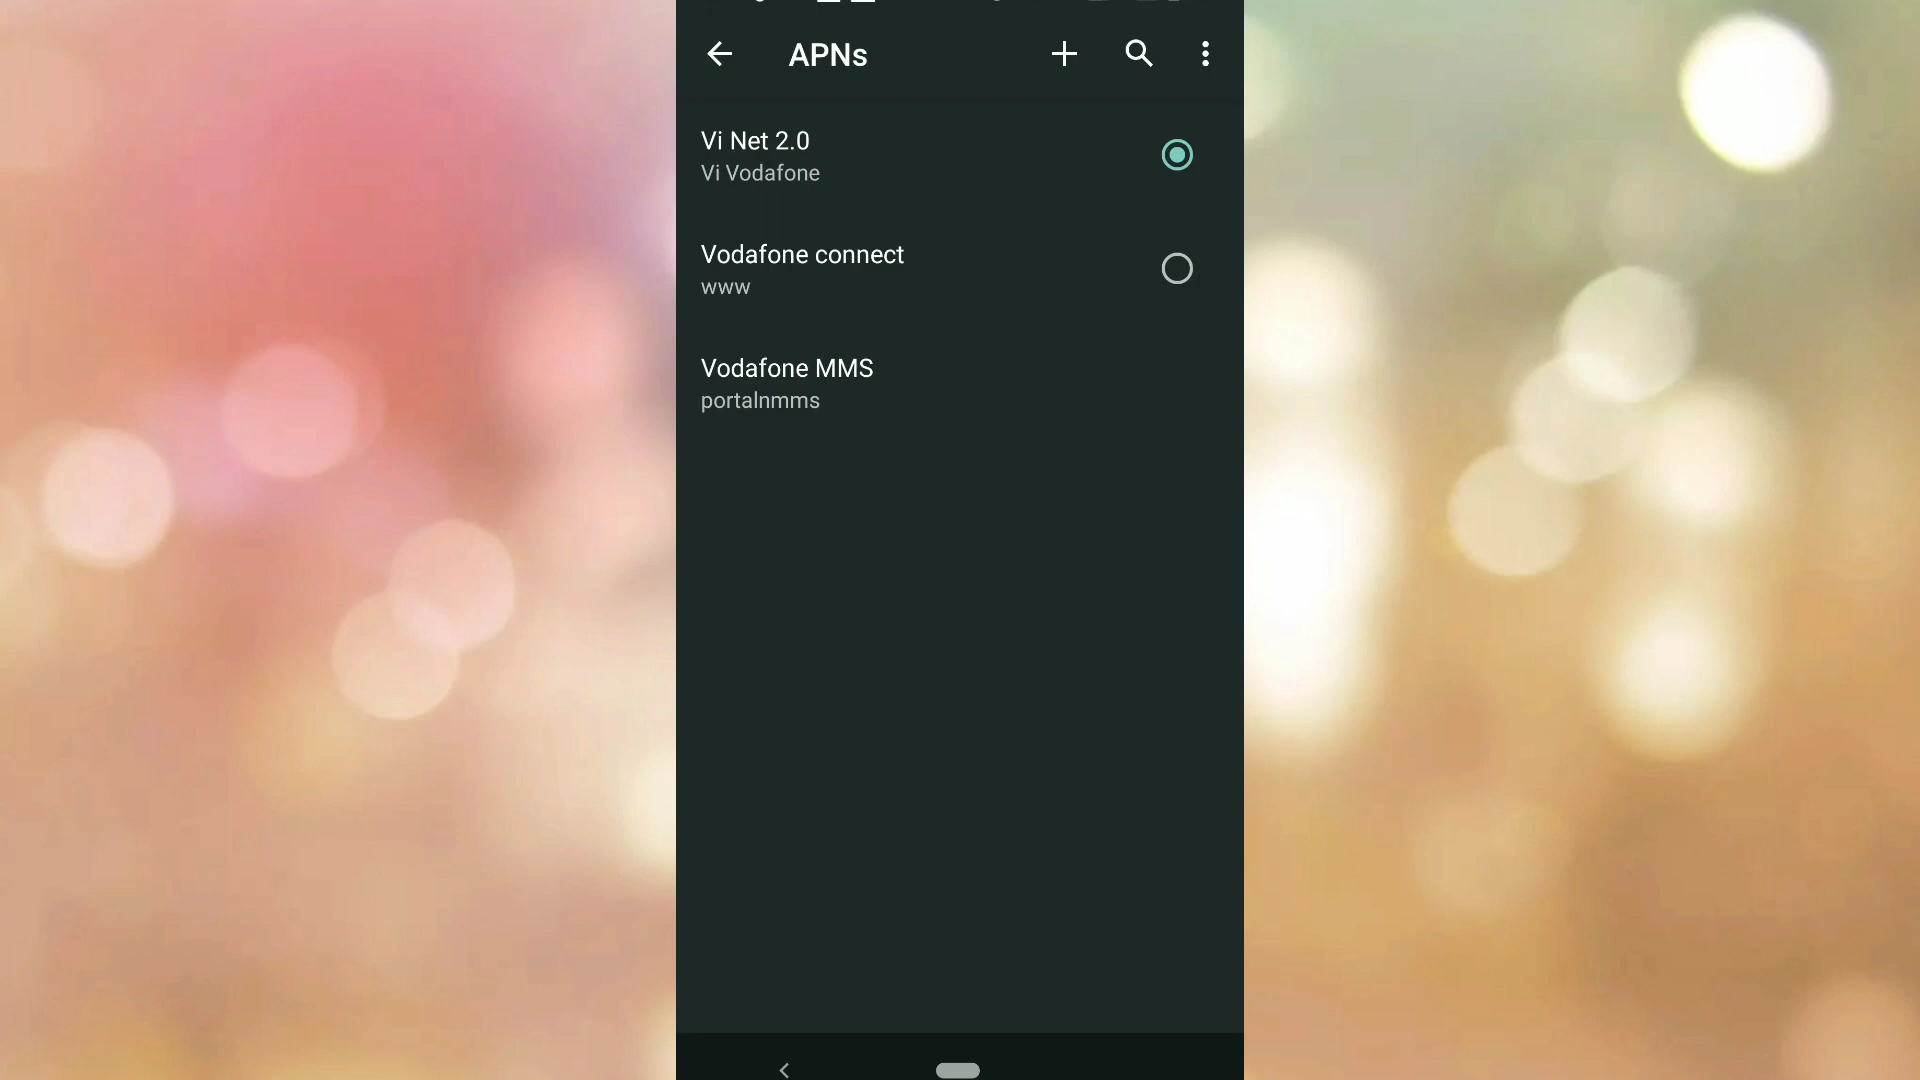 APNs
Vi Net 2.0
Vi Vodafone
Vodafone connect
www
Vodafone MMS
portalnmms